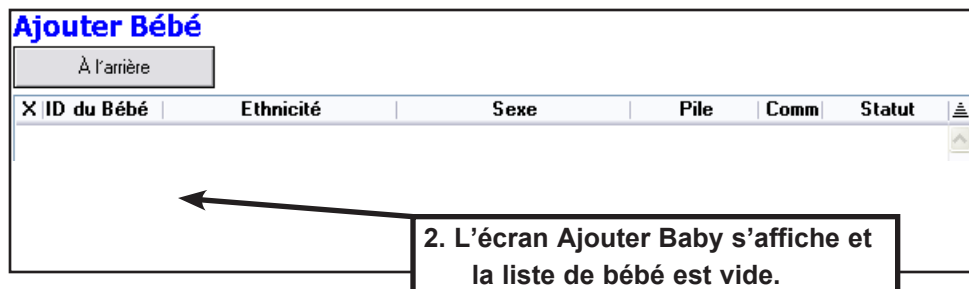 Ajouter Bébé
À l'arrière
X ID du Bébé Ethnicité Sexe Pile Comm Statut
2. L’écran Ajouter Baby s’affiche et
la liste de bébé est vide.